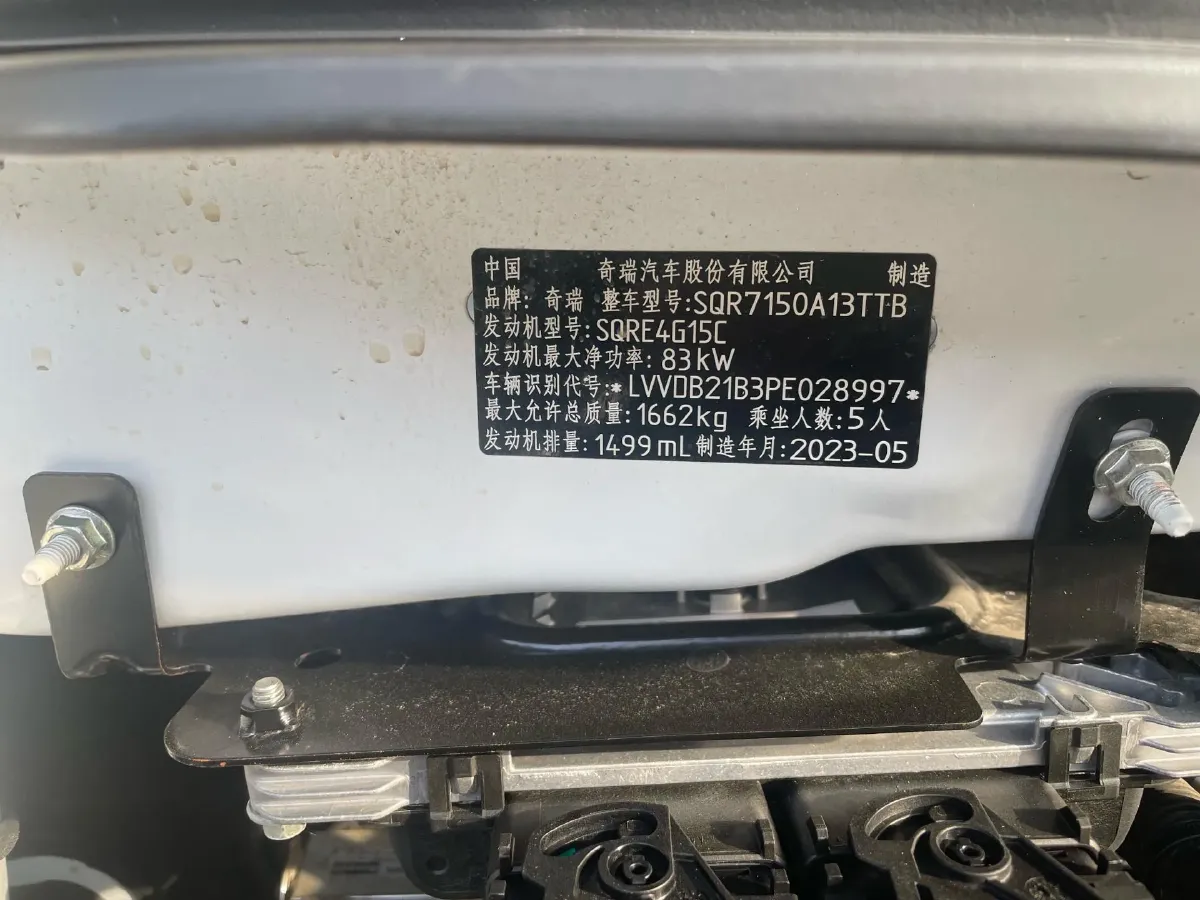 中国 奇瑞汽车股份有限公司 制造
品牌: 奇瑞 整车型号:SQR7150A13TTB
发动机型号: SQRE4G15C
发动机最大净功率: 83kW
车辆识别代号:*LVVDB21B3PE028997*
最大允许总质量: 1662kg 乘坐人数: 5人
发动机排量: 1499mL 制造年月: 2023-05